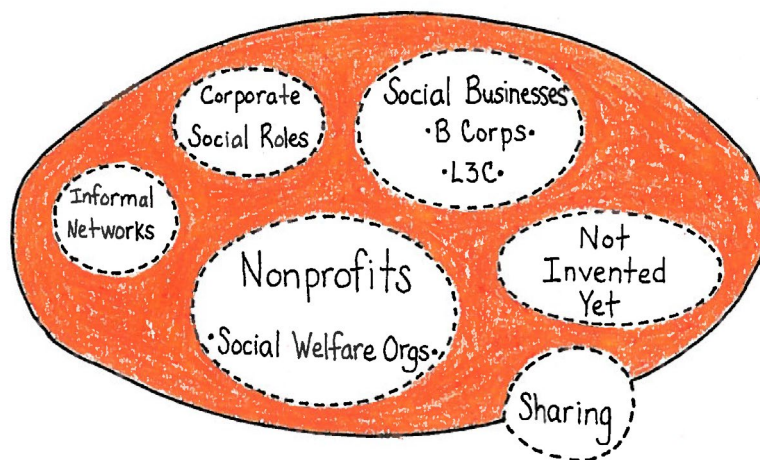 Corporate
Social Roles
Social Businesses
•B Corps•
•L3C•
Informal
Networks
Nonprofits
•Social Welfare Orgs•
Not
Invented
Yet
Sharing